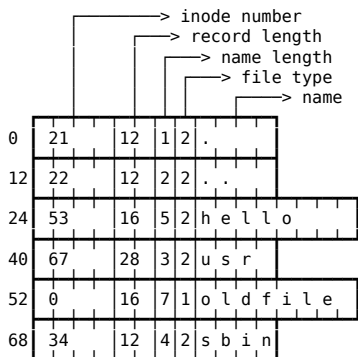 inode number
record length
name length
file type
name
0 21 12 1 2 .
12 22 12 2 2 . .
24 53 16 5 2 h e l l o
40 67 28 3 2 u s r
52 0 16 7 1 o l d f i l e
68 34 12 4 2 s b i n